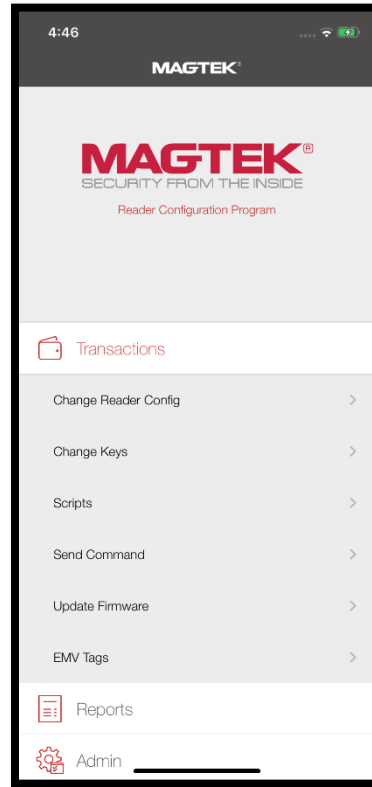 4:46
MAGTEK®
MAGTEK®
SECURITY FROM THE INSIDE
Reader Configuration Program
Transactions
Change Reader Config
Change Keys
Scripts
Send Command
Update Firmware
EMV Tags
Reports
Admin